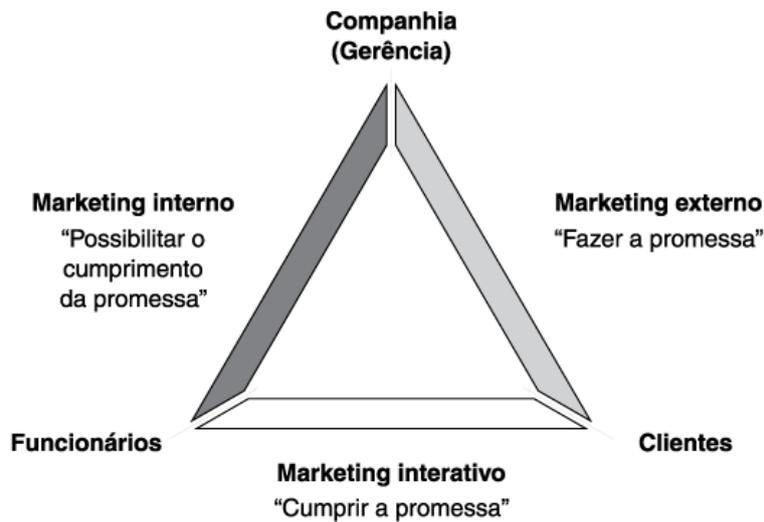 Companhia
(Gerência)
Marketing interno
“Possibilitar o
cumprimento
da promessa”
Marketing externo
“Fazer a promessa”
Funcionários
Clientes
Marketing interativo
“Cumprir a promessa”